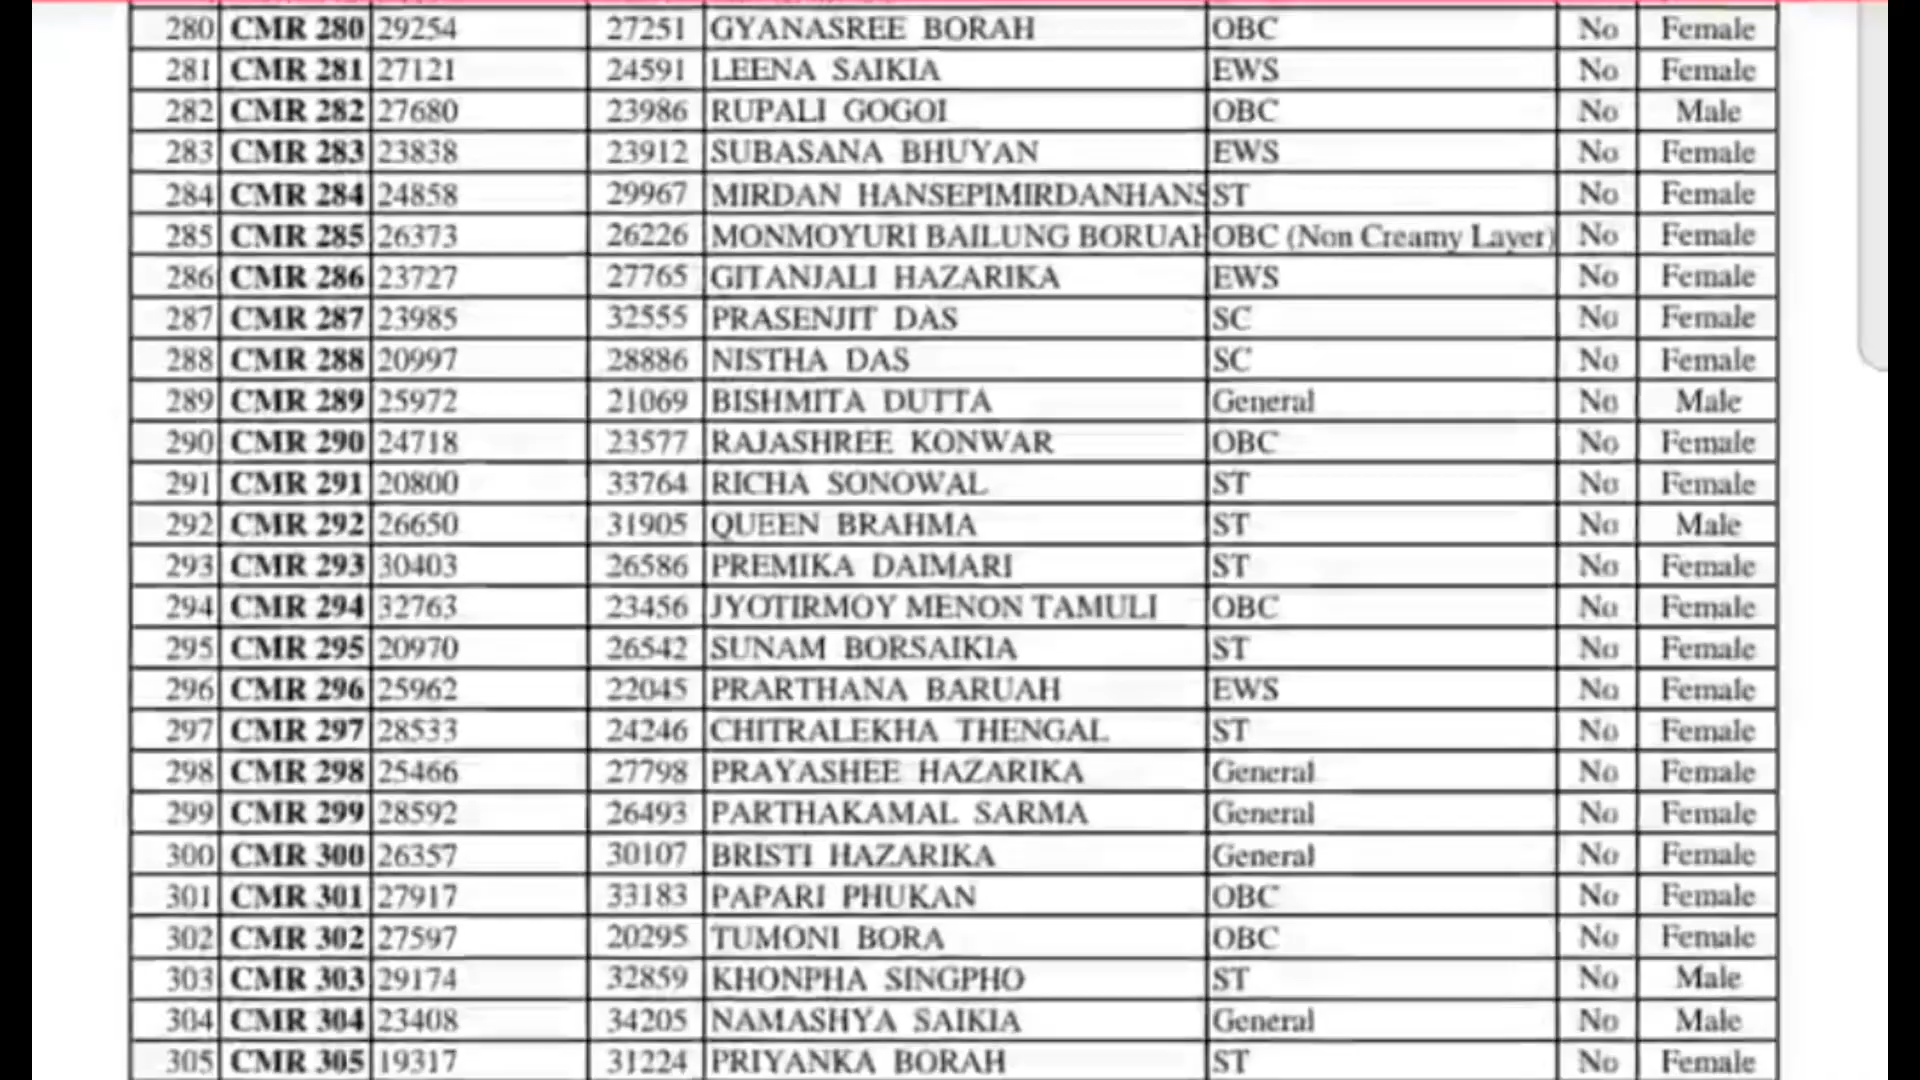 280 CMR 280 29254 27251 GYANASREE BORAH OBC No Female
281 CMR 281 27121 24591 LEENA SAIKIA EWS No Female
282 CMR 282 27680 23986 RUPALI GOGOI OBC No Male
283 CMR 283 23838 23912 SUBASANA BHUYAN EWS No Female
284 CMR 284 24858 29967 MIRDAN HANSEPIMIRDANHANS ST No Female
285 CMR 285 26373 26226 MONMOYURI BAILUNG BORUAH OBC (Non Creamy Layer) No Female
286 CMR 286 23727 27765 GITANJALI HAZARIKA EWS No Female
287 CMR 287 23985 32555 PRASENJIT DAS SC No Female
288 CMR 288 20997 28886 NISTHA DAS SC No Female
289 CMR 289 25972 21069 BISHMITA DUTTA General No Male
290 CMR 290 24718 23577 RAJASHREE KONWAR OBC No Female
291 CMR 291 20800 33764 RICHA SONOWAL ST No Female
292 CMR 292 26650 31905 QUEEN BRAHMA ST No Male
293 CMR 293 30403 26586 PREMIKA DAIMARI ST No Female
294 CMR 294 32763 23456 JYOTIRMOY MENON TAMULI OBC No Female
295 CMR 295 20970 26542 SUNAM BORSAIKIA ST No Female
296 CMR 296 25962 22045 PRARTHANA BARUAH EWS No Female
297 CMR 297 28533 24246 CHITRALEKHA THENGAL ST No Female
298 CMR 298 25466 27798 PRAYASHEE HAZARIKA General No Female
299 CMR 299 28592 26493 PARTHAKAMAL SARMA General No Female
300 CMR 300 26357 30107 BRISTI HAZARIKA General No Female
301 CMR 301 27917 33183 PAPARI PHUKAN OBC No Female
302 CMR 302 27597 20295 TUMONI BORA OBC No Female
303 CMR 303 29174 32859 KHONPHA SINGPHO ST No Male
304 CMR 304 23408 34205 NAMASHYA SAIKIA General No Male
305 CMR 305 19317 31224 PRIYANKA BORAH ST No Female